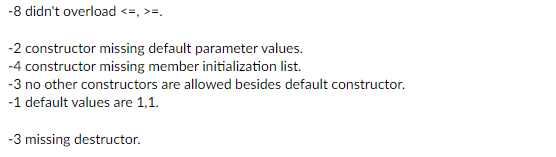 -8 didn't overload <=, >=.
-2 constructor missing default parameter values.
-4 constructor missing member initialization list.
-3 no other constructors are allowed besides default constructor.
-1 default values are 1,1.
-3 missing destructor.